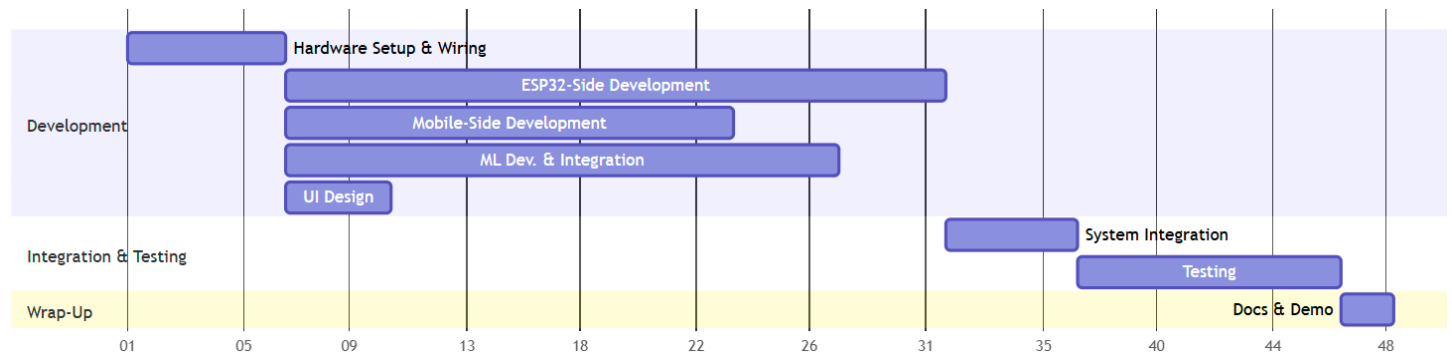 Hardware Setup & Wiring
ESP32-Side Development
Development
Mobile-Side Development
ML Dev. & Integration
UI Design
System Integration
Integration & Testing
Testing
Wrap-Up
Docs & Demo
01 05 09 13 18 22 26 31 35 40 44 48